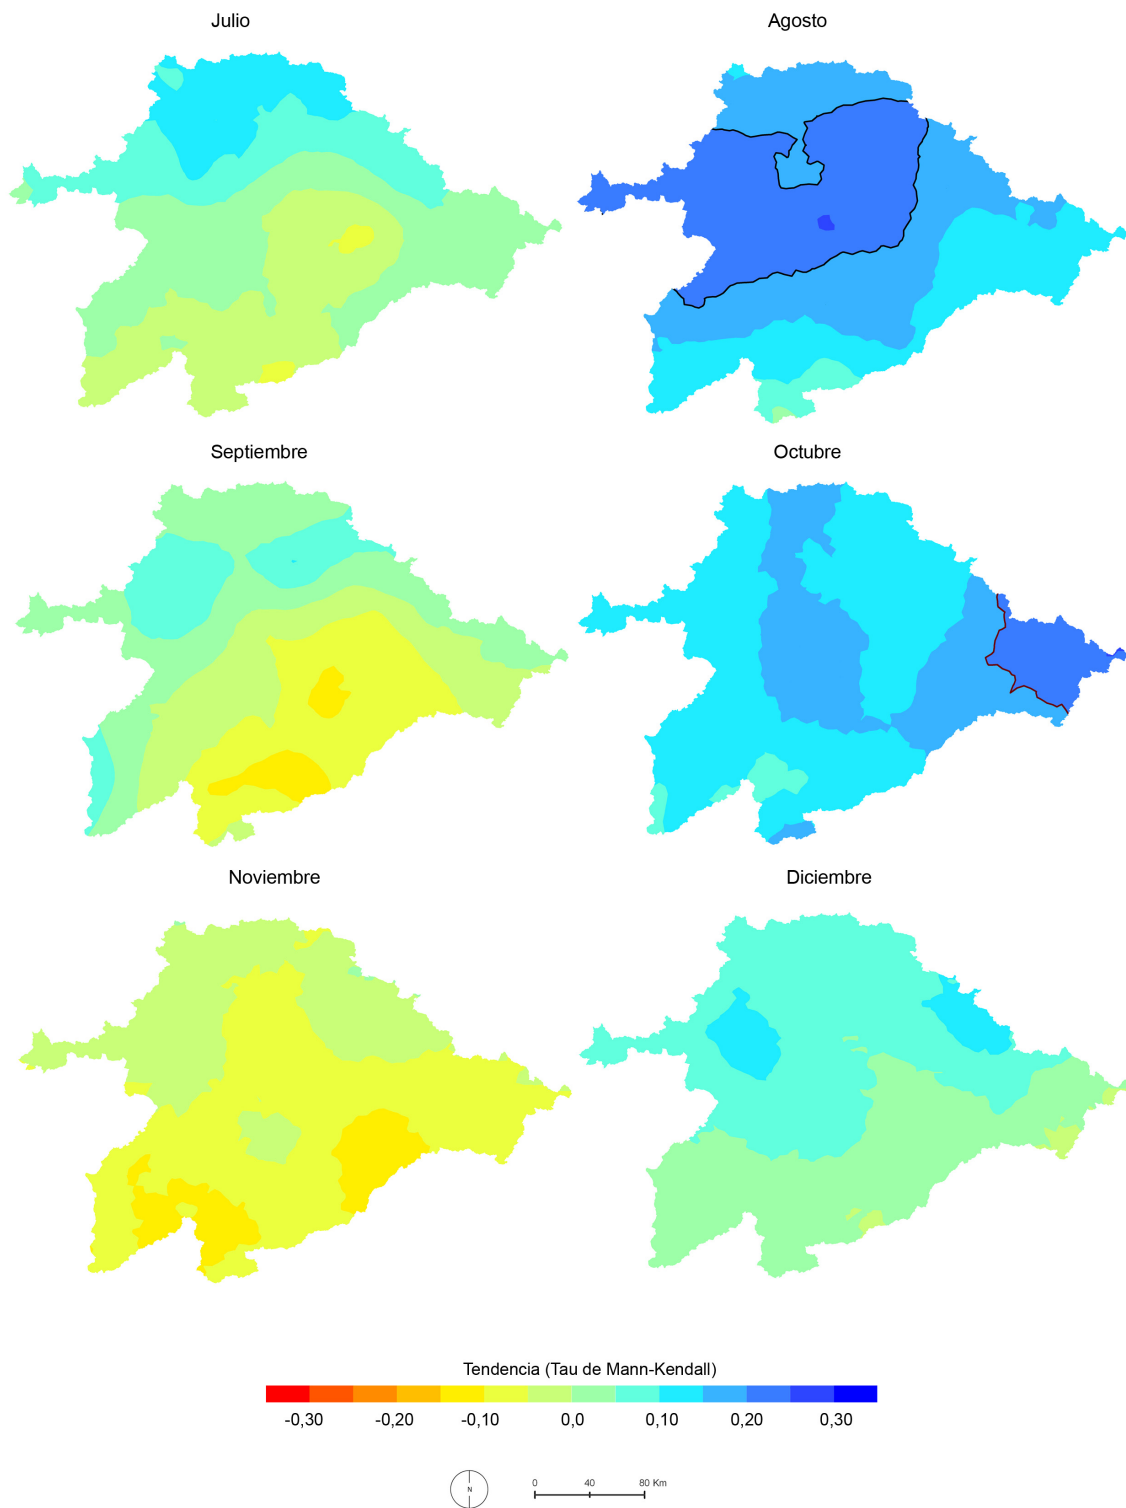 Julio
Agosto
Septiembre
Octubre
Noviembre
Diciembre
Tendencia (Tau de Mann-Kendall)
-0,30 -0,20 -0,10 0,0 0,10 0,20 0,30
N
0 40 80 Km